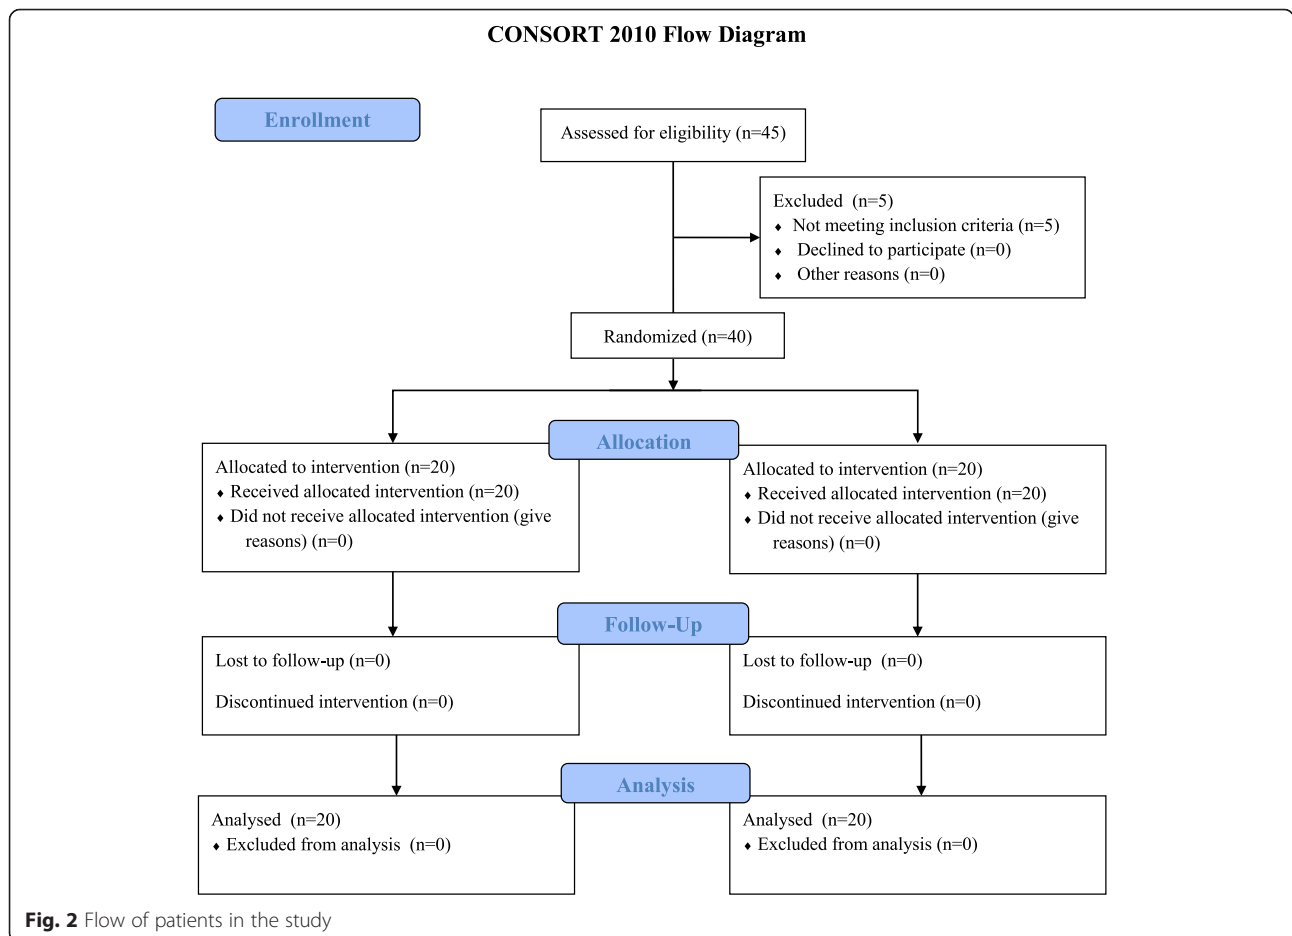 CONSORT 2010 Flow Diagram
Enrollment
Assessed for eligibility (n=45)
Excluded (n=5)
♦ Not meeting inclusion criteria (n=5)
♦ Declined to participate (n=0)
♦ Other reasons (n=0)
Randomized (n=40)
Allocation
Allocated to intervention (n=20)
♦ Received allocated intervention (n=20)
♦ Did not receive allocated intervention (give
reasons) (n=0)
Allocated to intervention (n=20)
♦ Received allocated intervention (n=20)
♦ Did not receive allocated intervention (give
reasons) (n=0)
Follow-Up
Lost to follow-up (n=0)
Discontinued intervention (n=0)
Lost to follow-up (n=0)
Discontinued intervention (n=0)
Analysis
Analysed (n=20)
♦ Excluded from analysis (n=0)
Analysed (n=20)
♦ Excluded from analysis (n=0)
Fig. 2 Flow of patients in the study